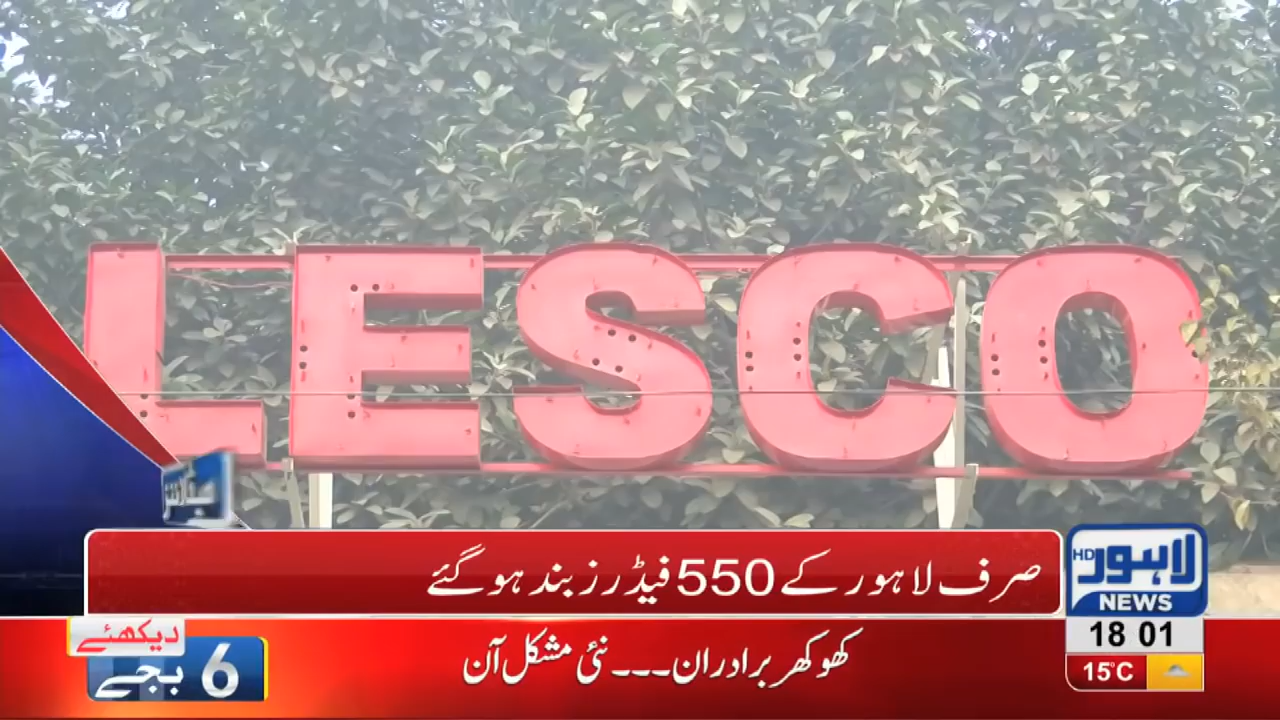 LESCO
صرف لاہور کے 550 فیڈرز بند ہو گئے
HD لاہور
NEWS
18 01
15°C
دیکھئے
6 بجے
کھوکھر برادران۔۔۔نئی مشکل آن